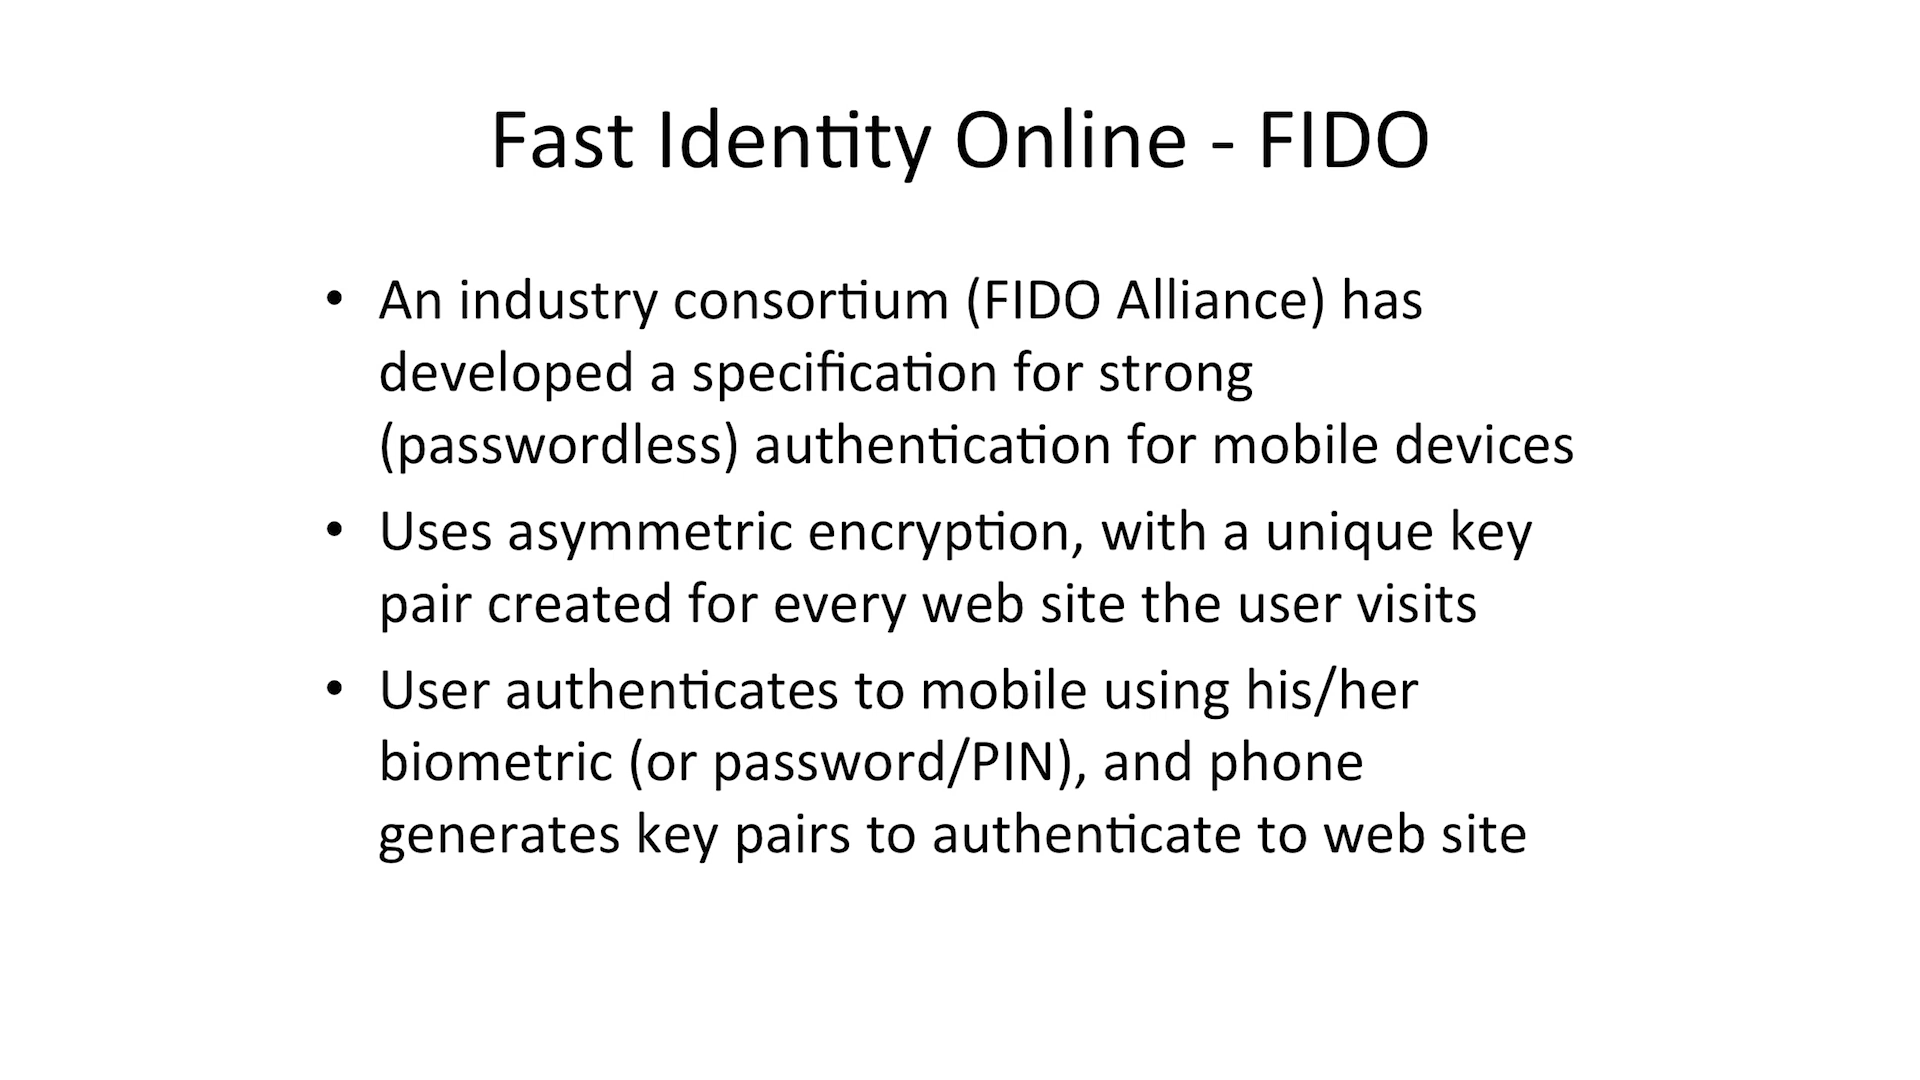 Fast Identity Online - FIDO
• An industry consortium (FIDO Alliance) has
developed a specification for strong
(passwordless) authentication for mobile devices
• Uses asymmetric encryption, with a unique key
pair created for every web site the user visits
• User authenticates to mobile using his/her
biometric (or password/PIN), and phone
generates key pairs to authenticate to web site